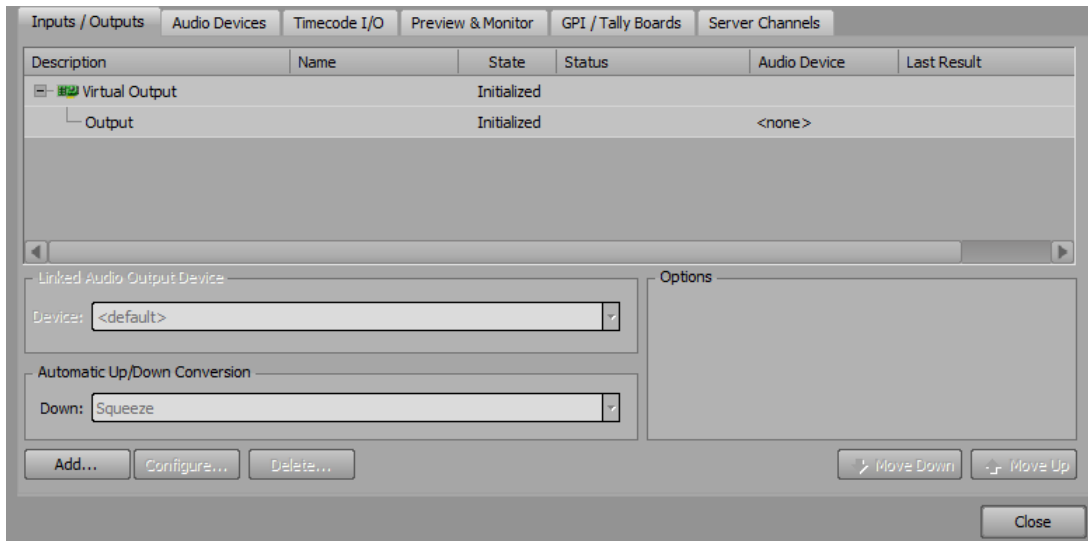 Inputs / Outputs Audio Devices Timecode I/O Preview & Monitor GPI / Tally Boards Server Channels
Description Name State Status Audio Device Last Result
Virtual Output Initialized
Output Initialized <none>
Linked Audio Output Device Options
Device: <default>
Automatic Up/Down Conversion
Down: Squeeze
Add... Configure... Delete... Move Down Move Up
Close